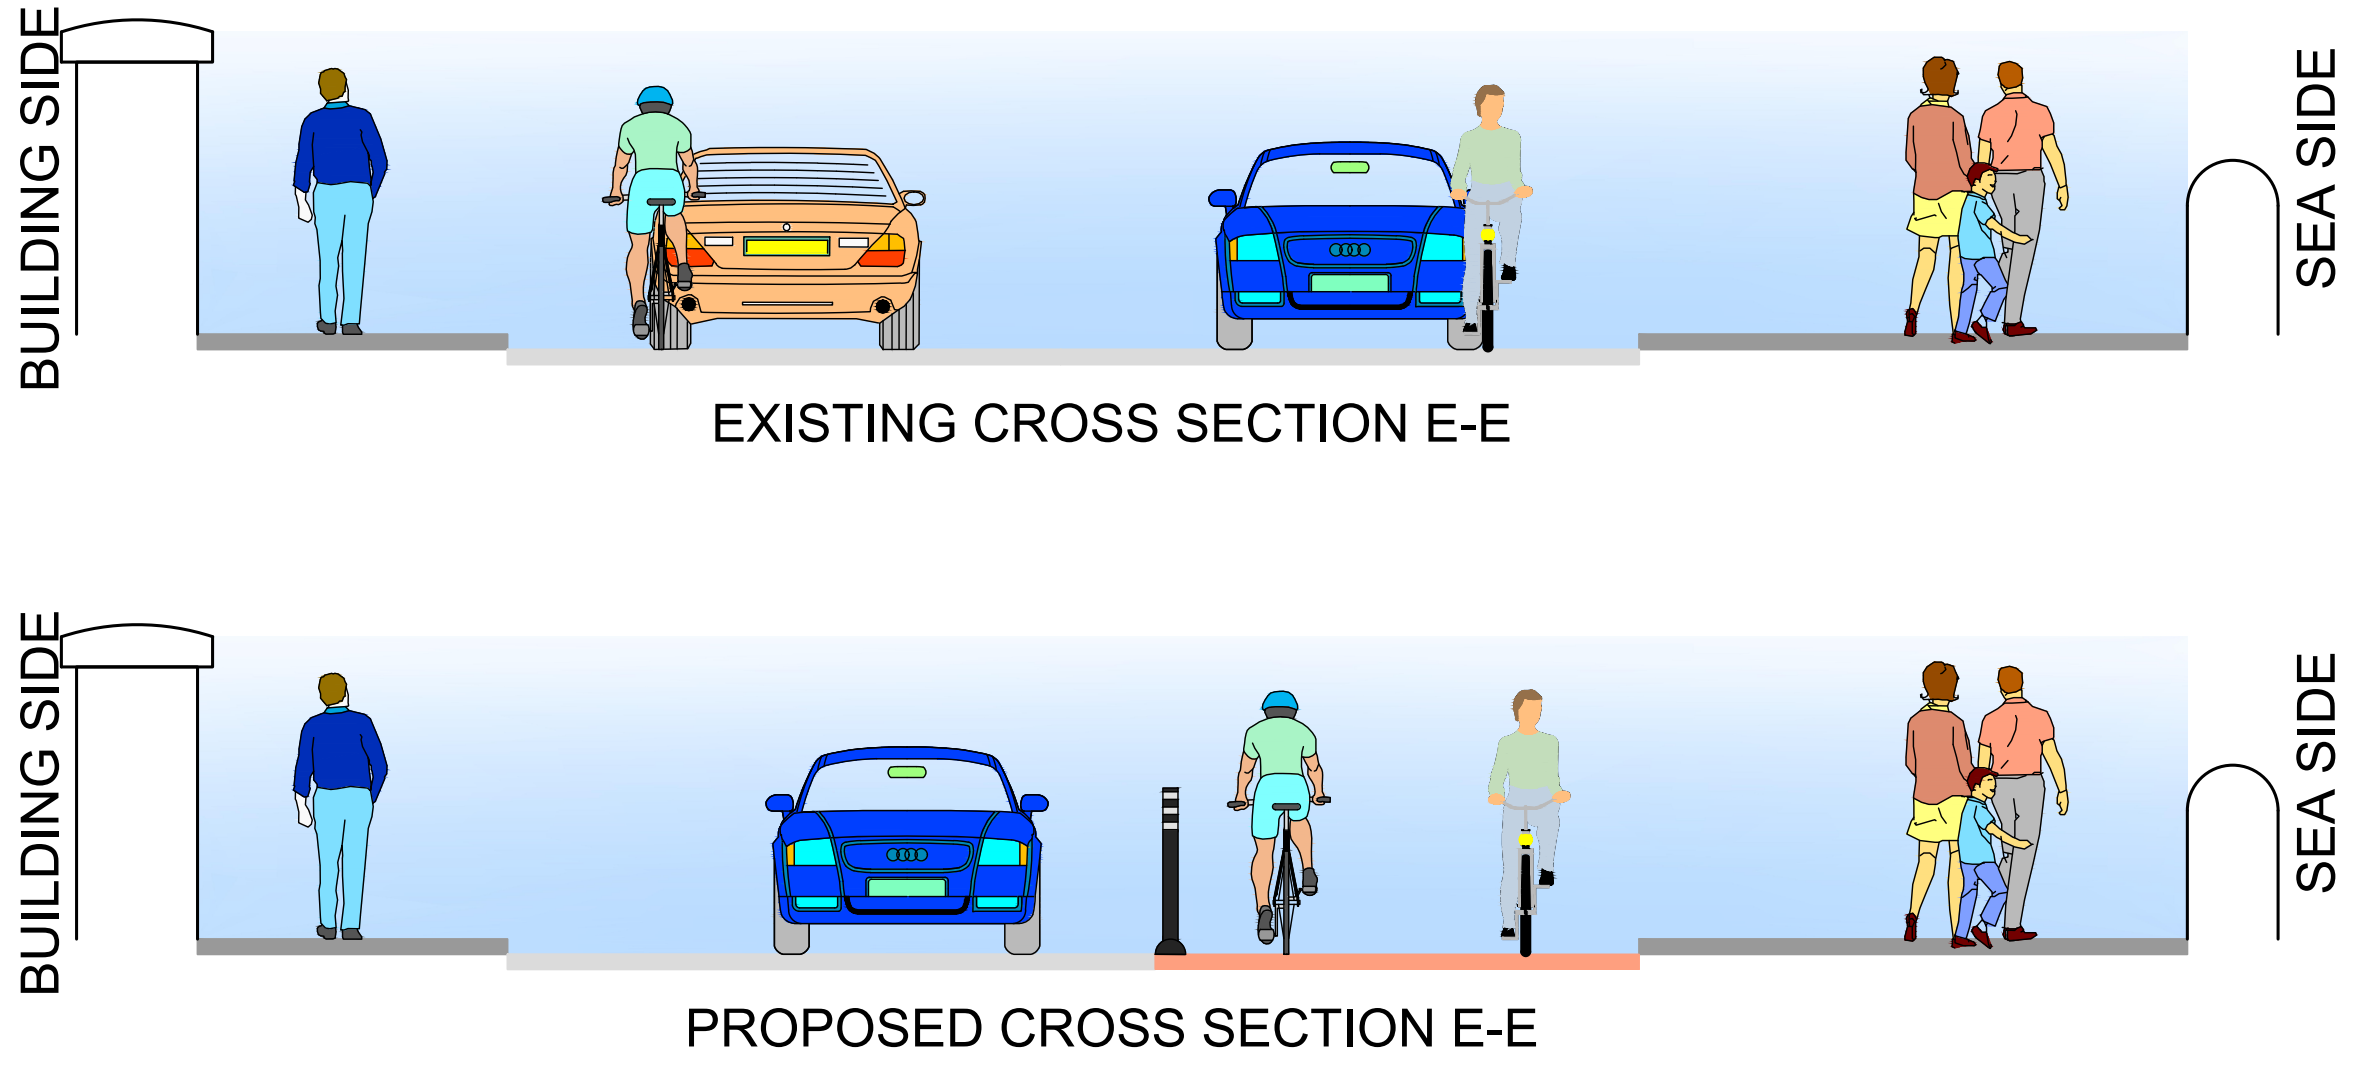 BUILDING SIDE
SEA SIDE
EXISTING CROSS SECTION E-E
BUILDING SIDE
SEA SIDE
PROPOSED CROSS SECTION E-E